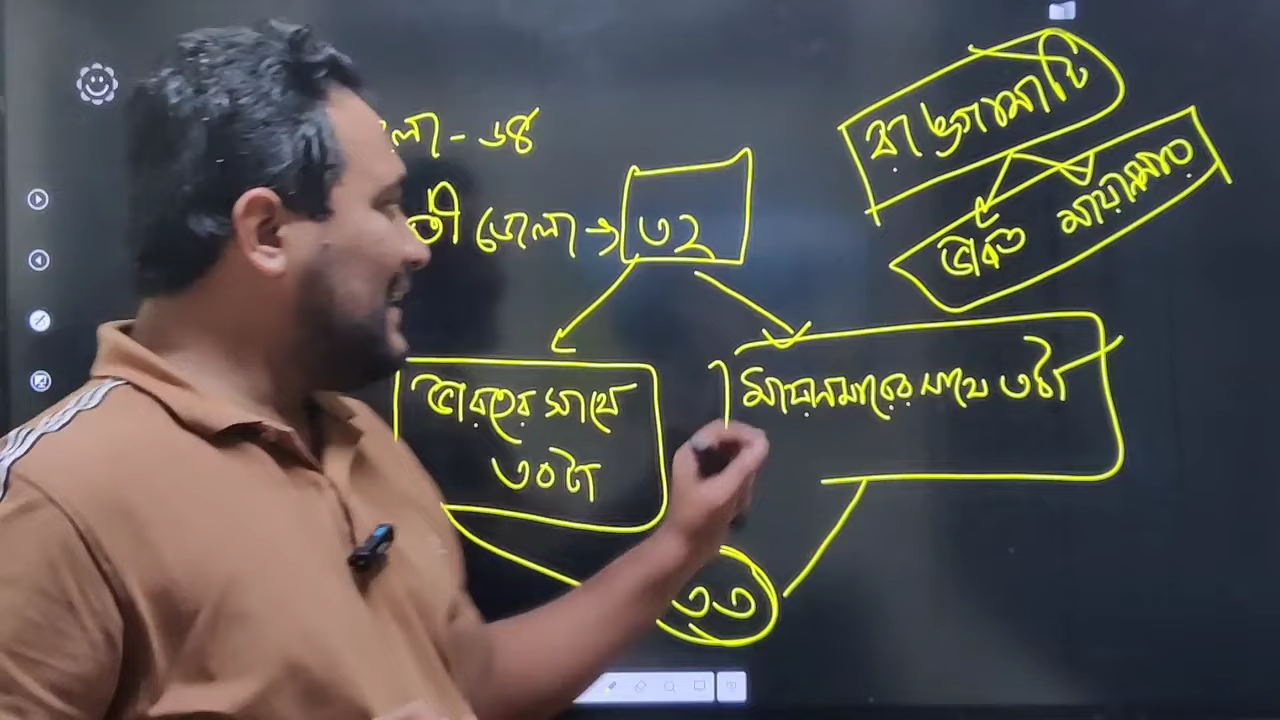 লা - ৬৪
তী জেলা → ৩২
রাঙ্গামাটি
ভারত মায়ানমার
ভারতের সাথে
৩০টা
মায়ানমারের সাথে ৩টা
৩৩